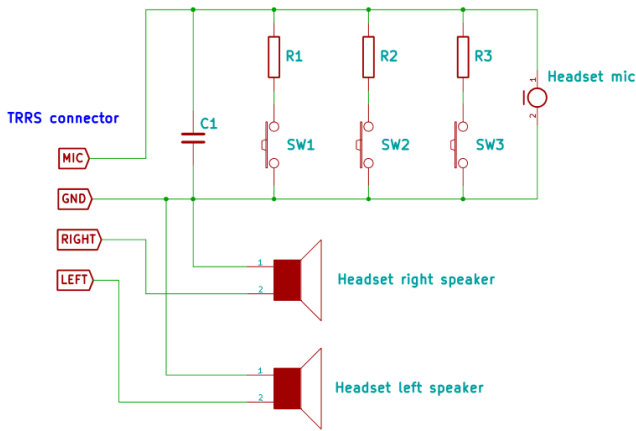 R1
R2
R3
1
Headset mic
2
TRRS connector
C1
SW1
SW2
SW3
MIC
GND
RIGHT
1
Headset right speaker
LEFT
2
1
Headset left speaker
2